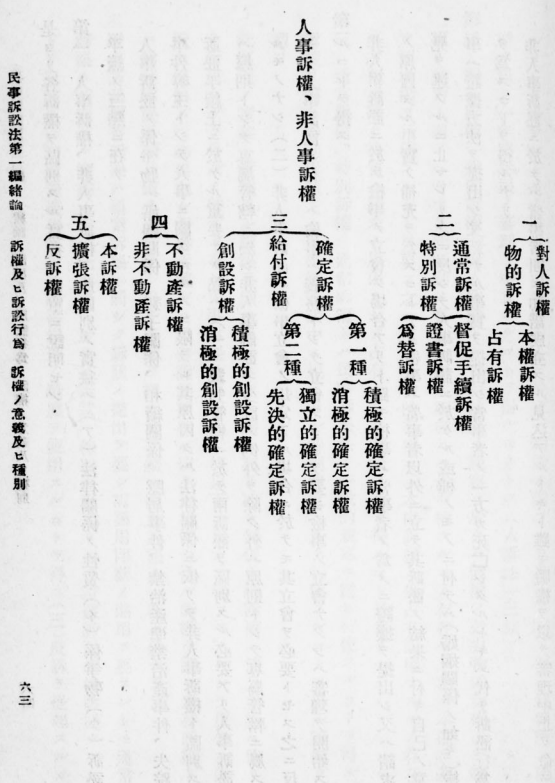 人事訴權、非人事訴權
一
對人訴權
物的訴權
本權訴權
占有訴權
二
通常訴權
特別訴權
督促手續訴權
證書訴權
爲替訴權
三
確定訴權
給付訴權
創設訴權
第一種
第二種
積極的確定訴權
消極的確定訴權
獨立的確定訴權
先決的確定訴權
積極的創設訴權
消極的創設訴權
四
不動產訴權
非不動產訴權
五
本訴權
擴張訴權
反訴權
民事訴訟法第一編緒論　訴權及ヒ訴訟行爲　訴權ノ意義及ヒ種別
六三